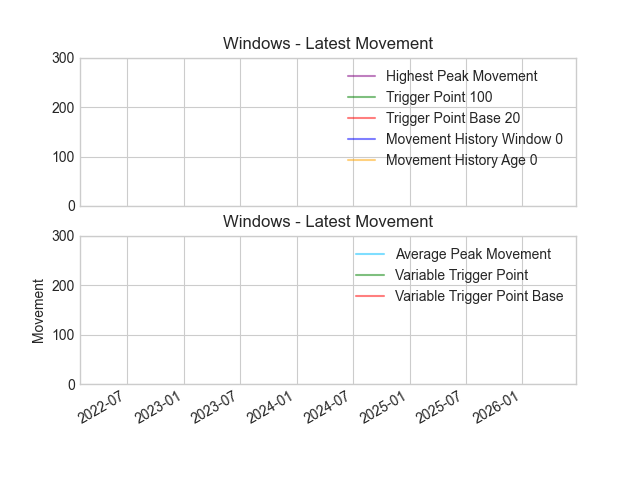 Windows - Latest Movement
300
200
100
0
Highest Peak Movement
Trigger Point 100
Trigger Point Base 20
Movement History Window 0
Movement History Age 0
Windows - Latest Movement
Movement
300
200
100
0
Average Peak Movement
Variable Trigger Point
Variable Trigger Point Base
2022-07
2023-01
2023-07
2024-01
2024-07
2025-01
2025-07
2026-01